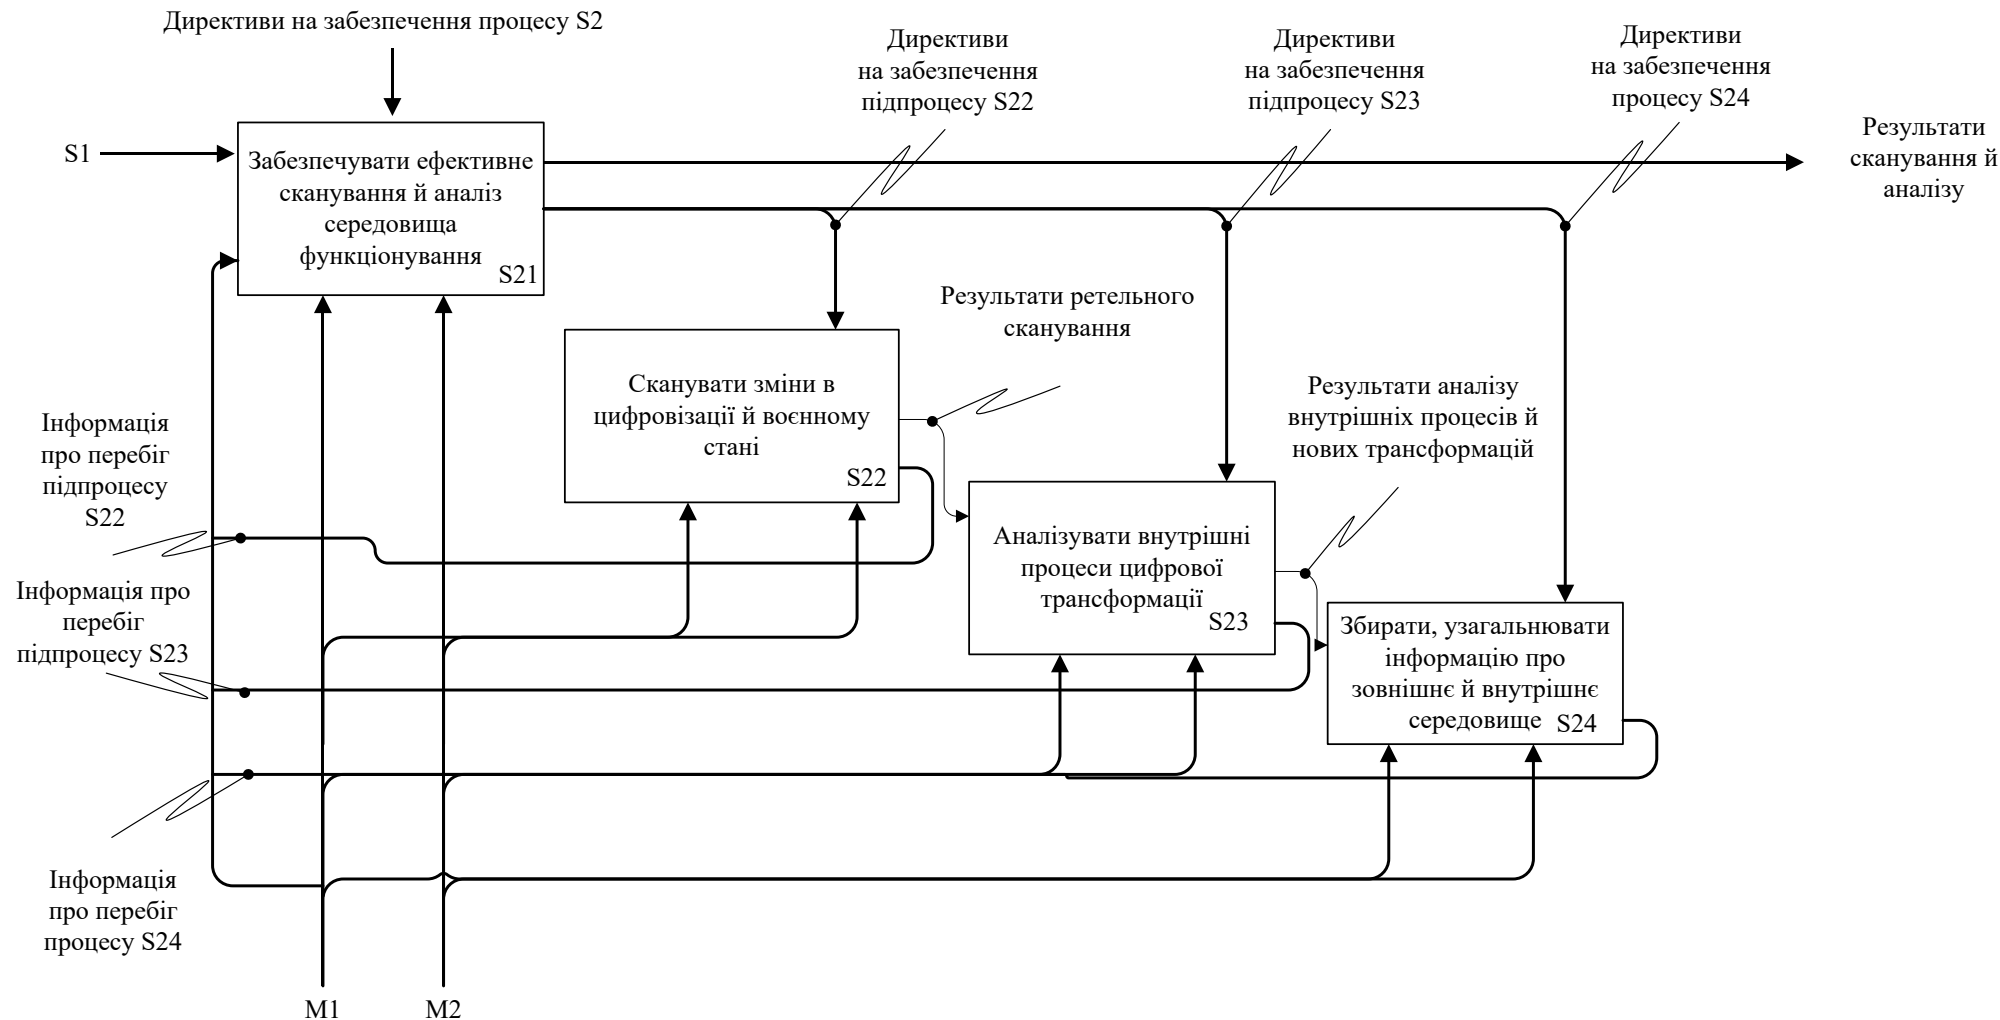 Директиви на забезпечення процесу S2
Директиви
на забезпечення
підпроцесу S22
Директиви
на забезпечення
підпроцесу S23
Директиви
на забезпечення
процесу S24
Результати
сканування й
аналізу
S1
Забезпечувати ефективне
сканування й аналіз
середовища
функціонування
S21
Результати ретельного
сканування
Сканувати зміни в
цифровізації й воєнному
стані
S22
Результати аналізу
внутрішніх процесів й
нових трансформацій
Інформація
про перебіг
підпроцесу
S22
Аналізувати внутрішні
процеси цифрової
трансформації
S23
Інформація про
перебіг
підпроцесу S23
Збирати, узагальнювати
інформацію про
зовнішнє й внутрішнє
середовище
S24
Інформація
про перебіг
процесу S24
М1
М2